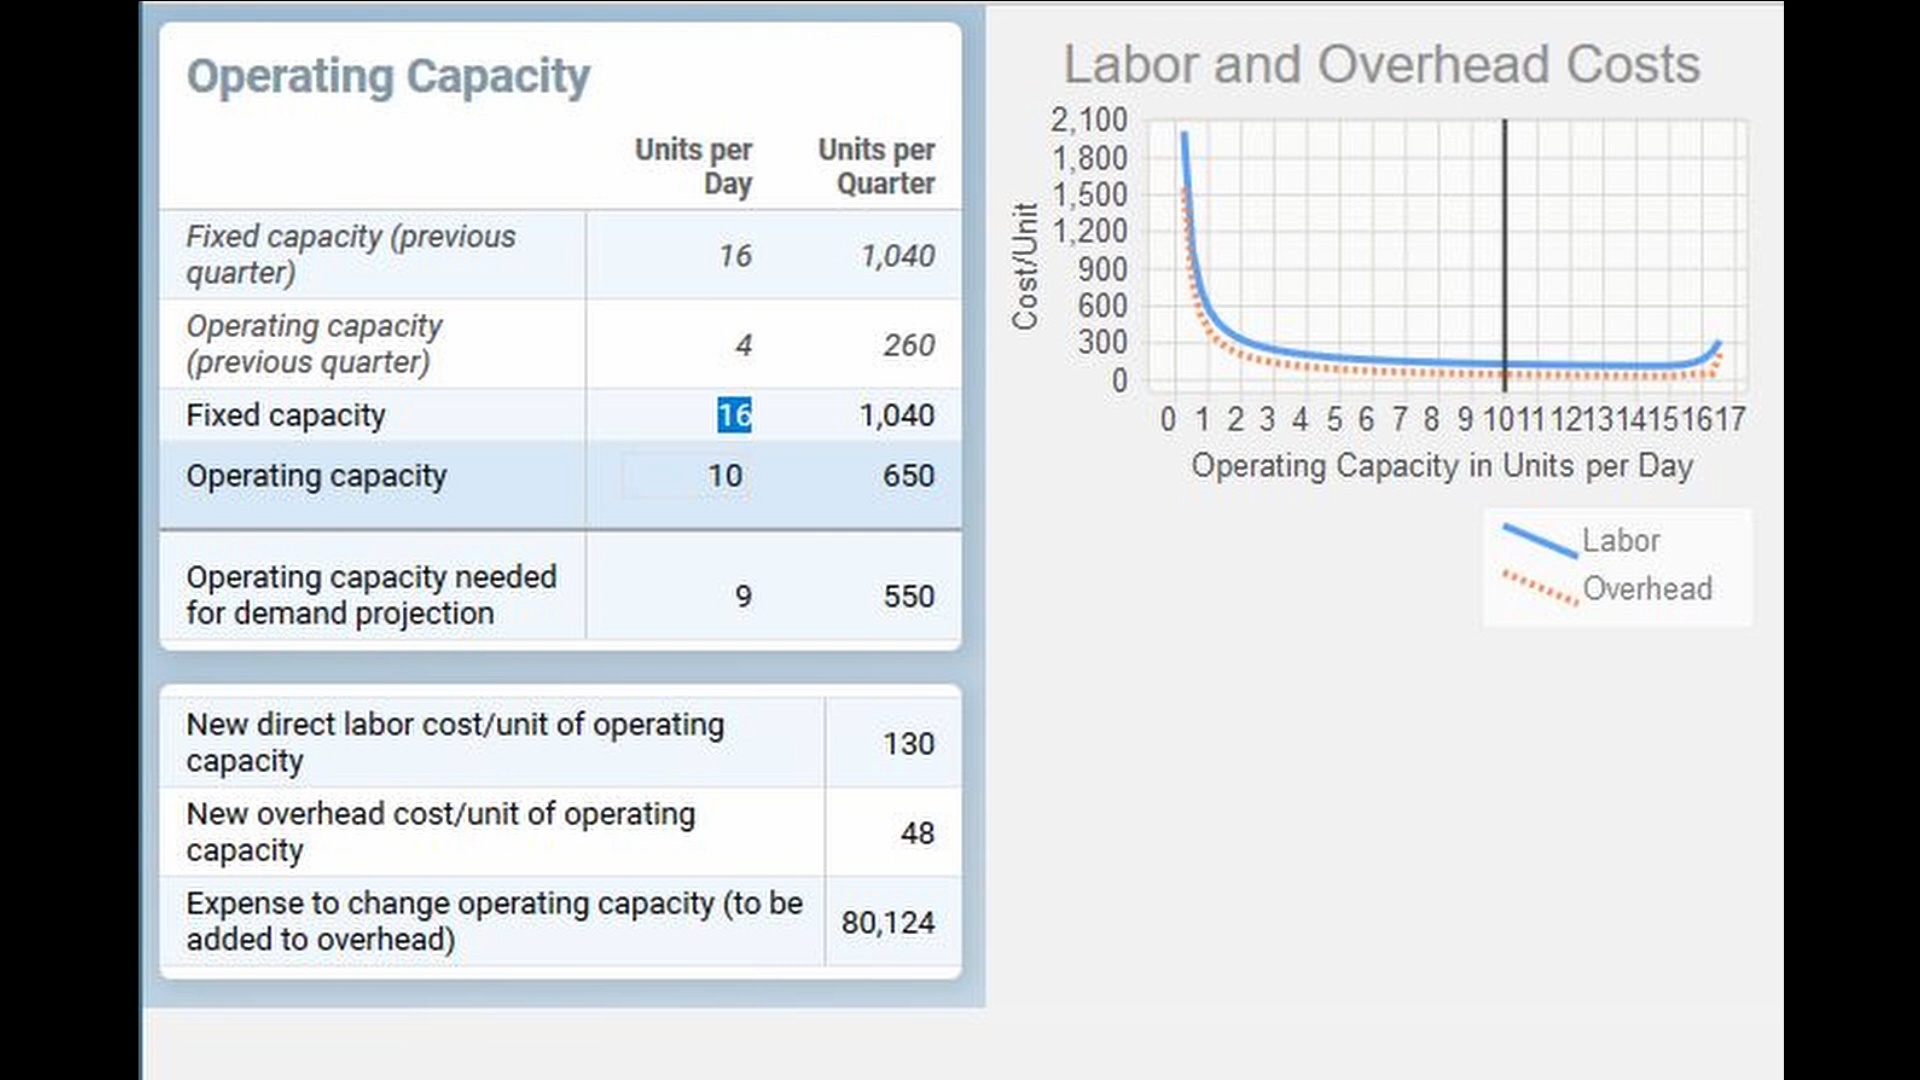 Operating Capacity
Units per Day
Units per Quarter
Fixed capacity (previous quarter)
16
1,040
Operating capacity (previous quarter)
4
260
Fixed capacity
16
1,040
Operating capacity
10
650
Operating capacity needed for demand projection
9
550
New direct labor cost/unit of operating capacity
130
New overhead cost/unit of operating capacity
48
Expense to change operating capacity (to be added to overhead)
80,124
Labor and Overhead Costs
Cost/Unit
2,100
1,800
1,500
1,200
900
600
300
0
0 1 2 3 4 5 6 7 8 9 10 11 12 13 14 15 16 17
Operating Capacity in Units per Day
Labor
Overhead